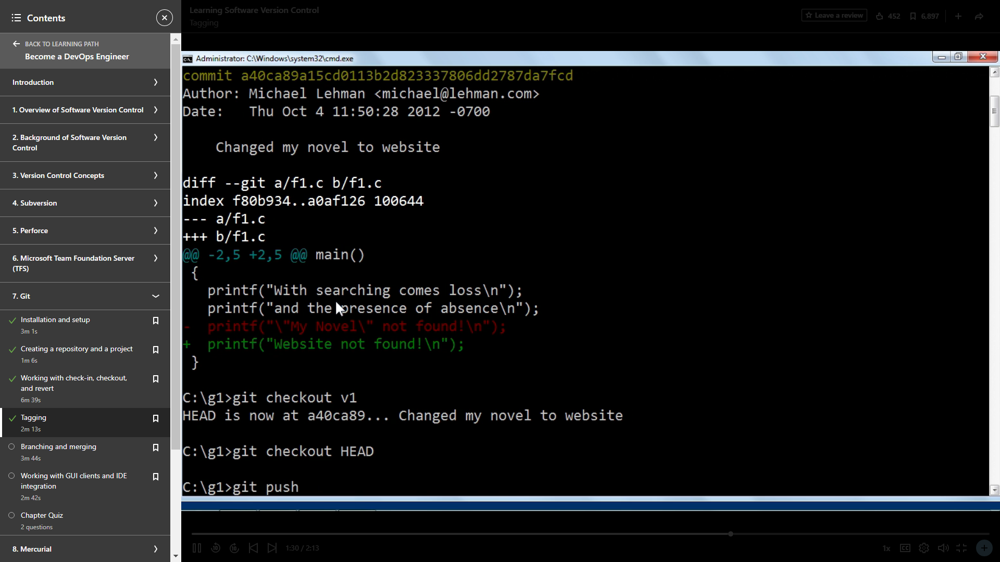 Contents
BACK TO LEARNING PATH
Become a DevOps Engineer
Introduction
1. Overview of Software Version Control
2. Background of Software Version
Control
3. Version Control Concepts
4. Subversion
5. Perforce
6. Microsoft Team Foundation Server
(TFS)
7. Git
Installation and setup
3m 1s
Creating a repository and a project
1m 6s
Working with check-in, checkout,
and revert
6m 39s
Tagging
2m 13s
Branching and merging
3m 44s
Working with GUI clients and IDE
integration
2m 42s
Chapter Quiz
2 questions
8. Mercurial
Learning Software Version Control
Tagging
Leave a review
452
6,897
Administrator: C:\Windows\system32\cmd.exe
commit a40ca89a15cd0113b2d823337806dd2787da7fcd
Author: Michael Lehman <michael@lehman.com>
Date:   Thu Oct 4 11:50:28 2012 -0700
Changed my novel to website
diff --git a/f1.c b/f1.c
index f80b934..a0af126 100644
--- a/f1.c
+++ b/f1.c
@@ -2,5 +2,5 @@ main()
{
printf("With searching comes loss\n");
printf("and the presence of absence\n");
-  printf("\"My Novel\" not found!\n");
+  printf("Website not found!\n");
}
C:\g1>git checkout v1
HEAD is now at a40ca89... Changed my novel to website
C:\g1>git checkout HEAD
C:\g1>git push
10
10
1:30 / 2:13
1x
CC